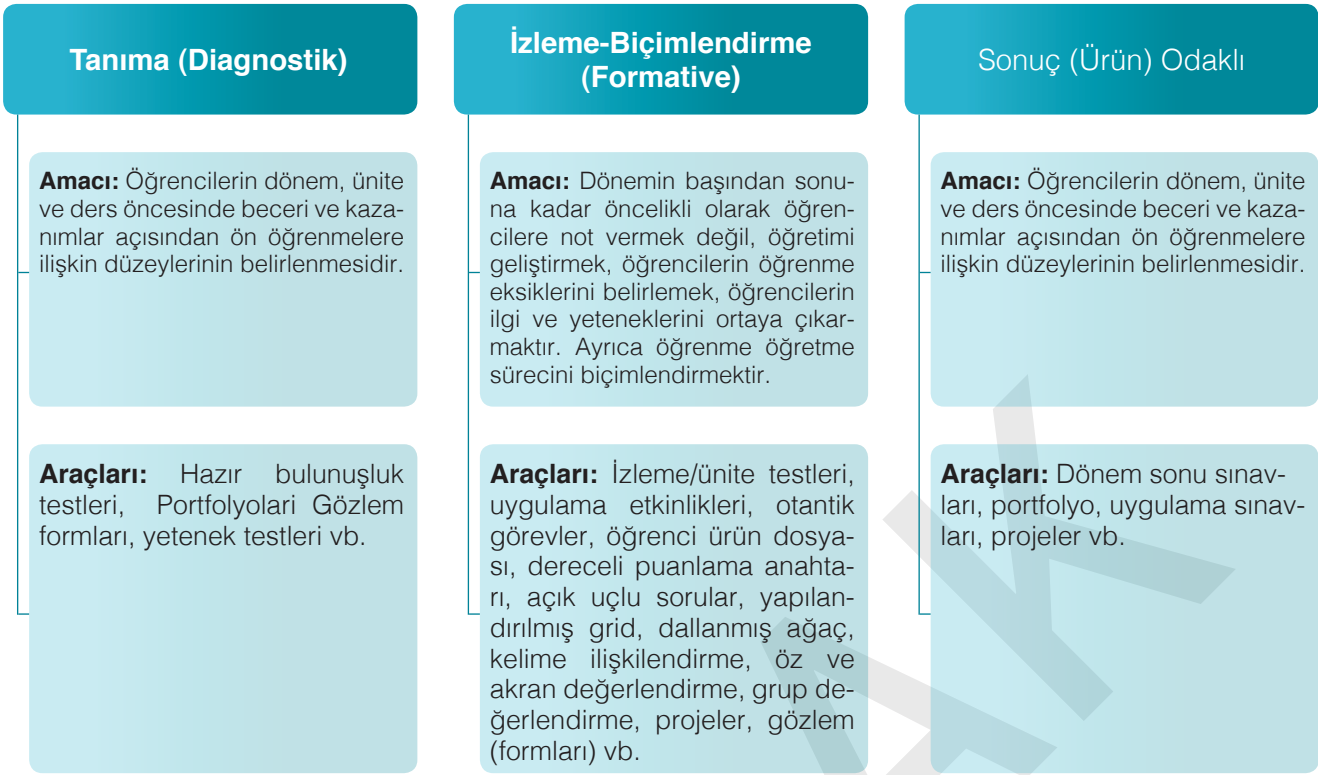 Tanıma (Diagnostik)
Amacı: Öğrencilerin dönem, ünite
ve ders öncesinde beceri ve kaza-
nımlar açısından ön öğrenmelere
ilişkin düzeylerinin belirlenmesidir.
Araçları: Hazır bulunuşluk
testleri, Portfolyolari Gözlem
formları, yetenek testleri vb.
İzleme-Biçimlendirme
(Formative)
Amacı: Dönemin başından sonu-
na kadar öncelikli olarak öğren-
cilere not vermek değil, öğretimi
geliştirmek, öğrencilerin öğrenme
eksiklerini belirlemek, öğrencilerin
ilgi ve yeteneklerini ortaya çıkar-
maktır. Ayrıca öğrenme öğretme
sürecini biçimlendirmektir.
Araçları: İzleme/ünite testleri,
uygulama etkinlikleri, otantik
görevler, öğrenci ürün dosya-
sı, dereceli puanlama anahta-
rı, açık uçlu sorular, yapılan-
dırılmış grid, dallanmış ağaç,
kelime ilişkilendirme, öz ve
akran değerlendirme, grup de-
ğerlendirme, projeler, gözlem
(formları) vb.
Sonuç (Ürün) Odaklı
Amacı: Öğrencilerin dönem, ünite
ve ders öncesinde beceri ve kaza-
nımlar açısından ön öğrenmelere
ilişkin düzeylerinin belirlenmesidir.
Araçları: Dönem sonu sınav-
ları, portfolyo, uygulama sınav-
ları, projeler vb.